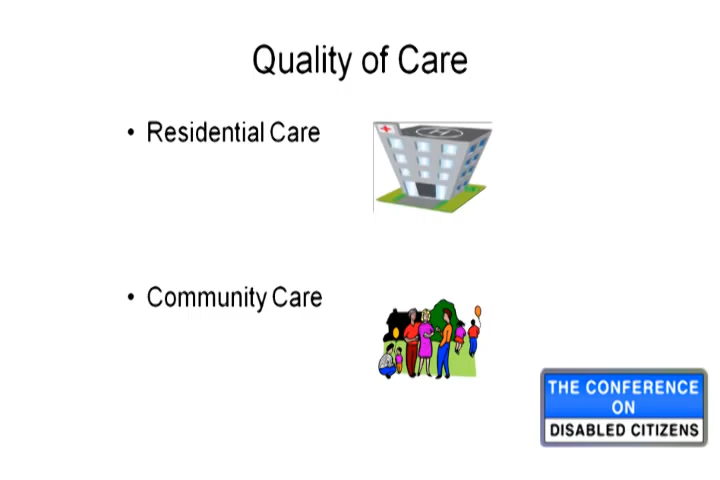 Quality of Care
• Residential Care
H
• Community Care
THE CONFERENCE
ON
DISABLED CITIZENS